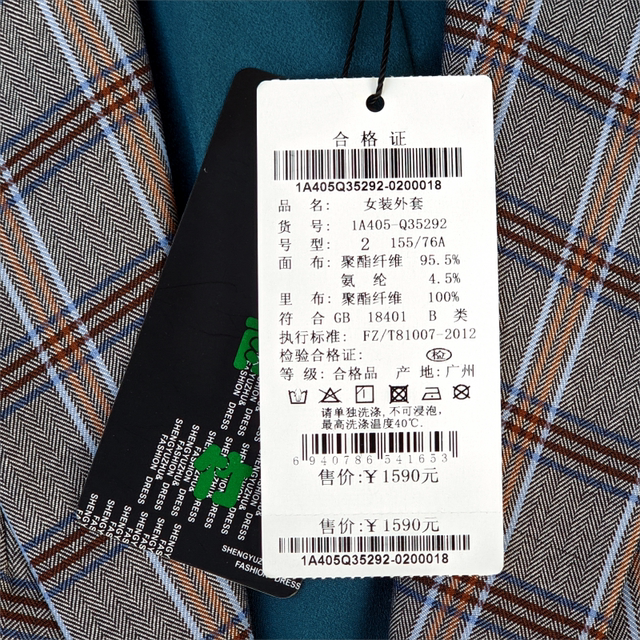 合格证
1A405Q35292-0200018
品 名: 女装外套
货 号: 1A405-Q35292
号 型: 2 155/76A
面 布: 聚酯纤维 95.5%
氨 纶 4.5%
里 布: 聚酯纤维 100%
符 合 GB 18401 B 类
执行标准: FZ/T81007-2012
检验合格证: 检
等 级: 合格品 产 地: 广州
请单独洗涤,不可浸泡,
最高洗涤温度40℃.
6 940786 541653
售价:¥1590元
售价:¥1590元
1A405Q35292-0200018
竹
SHENGYUZHU&
FASHION DRESS